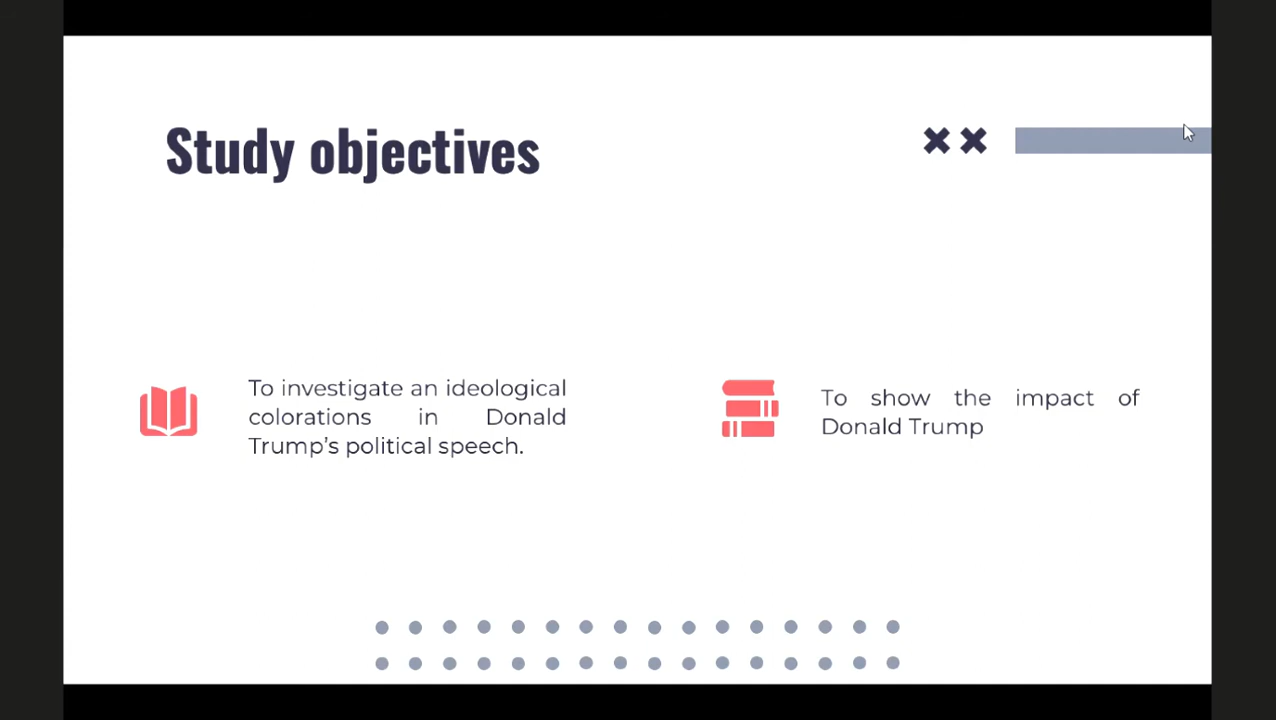 Study objectives
To investigate an ideological
colorations in Donald
Trump's political speech.
To show the impact of
Donald Trump